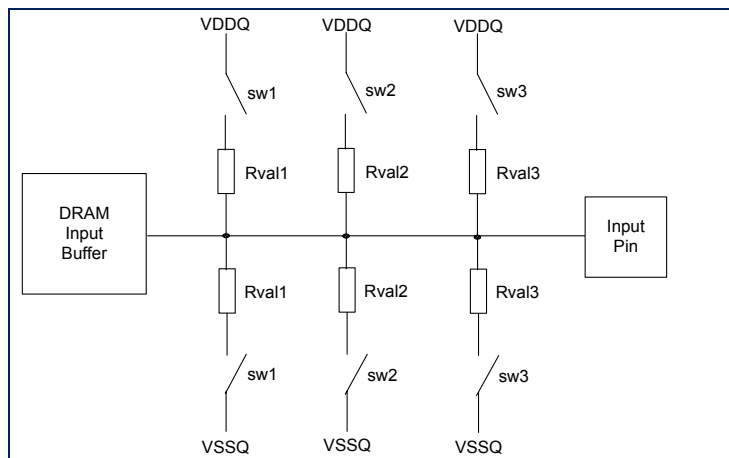 VDDQ VDDQ VDDQ
sw1 sw2 sw3
Rval1 Rval2 Rval3
DRAM
Input
Buffer
Input
Pin
Rval1 Rval2 Rval3
sw1 sw2 sw3
VSSQ VSSQ VSSQ